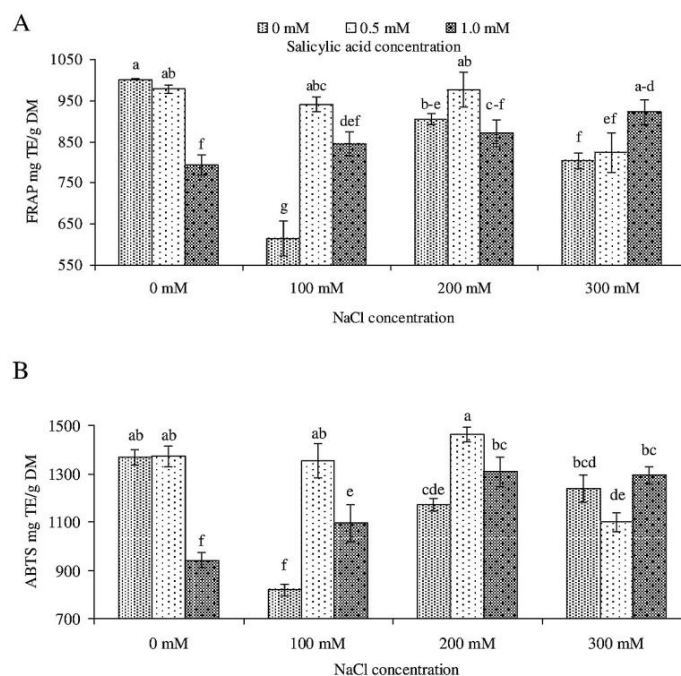 A
0 mM 0.5 mM 1.0 mM
Salicylic acid concentration
FRAP mg TE/g DM
1050
950
850
750
650
550
a ab f
g abc def
b-e ab c-f
f ef a-d
0 mM 100 mM 200 mM 300 mM
NaCl concentration
B
ABTS mg TE/g DM
1500
1300
1100
900
700
ab ab f
f ab e
cde a bc
bcd de bc
0 mM 100 mM 200 mM 300 mM
NaCl concentration